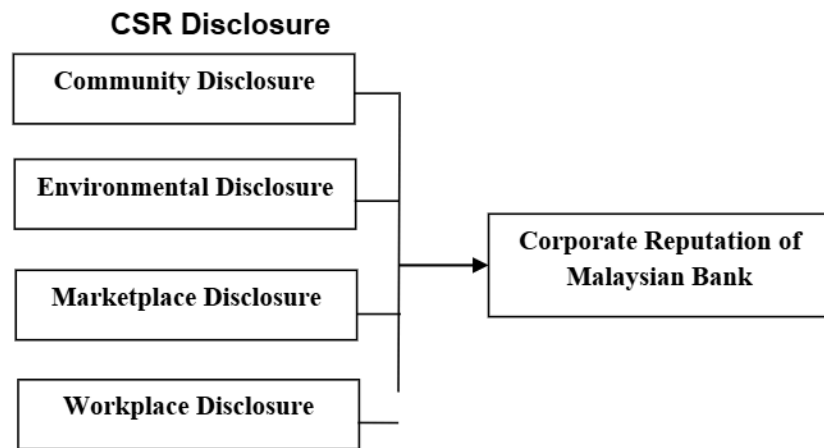 CSR Disclosure
Community Disclosure
Environmental Disclosure
Marketplace Disclosure
Workplace Disclosure
Corporate Reputation of
Malaysian Bank